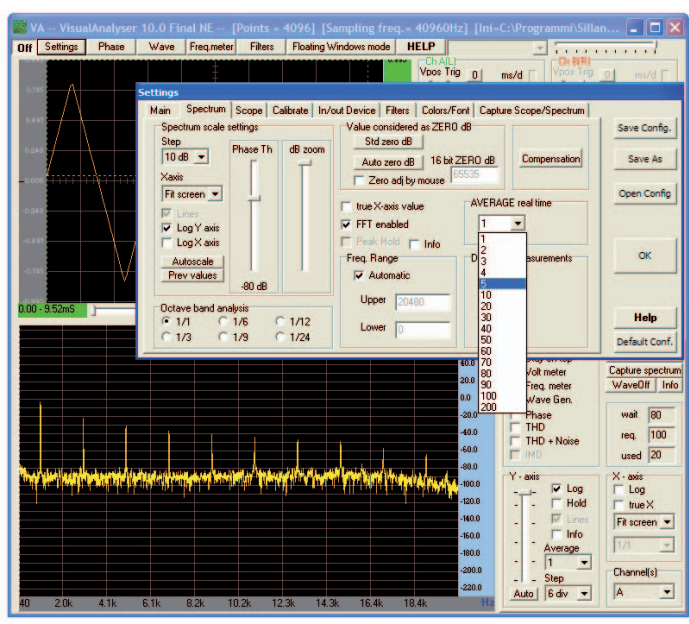 VA -- VisualAnalyser 10.0 Final NE -- [Points = 4096] [Sampling freq.= 40960Hz] [Ini=C:\Programmi\Sillan...
Off Settings Phase Wave Freq.meter Filters Floating Windows mode HELP
Ch A(L)
Vpos Trig 0 ms/d
Ch B(R)
Vpos Trig ms/d
Settings
Main Spectrum Scope Calibrate In/out Device Filters Colors/Font Capture Scope/Spectrum
Spectrum scale settings
Step
10 dB
Phase Th
dB zoom
Xaxis
Fit screen
Lines
Log Y axis
Log X axis
Autoscale
Prev values
-80 dB
Octave band analysis
1/1 1/6 1/12
1/3 1/9 1/24
Value considered as ZERO dB
Std zero dB
Auto zero dB 16 bit ZERO dB
Zero adj by mouse 65535
Compensation
true X-axis value
FFT enabled
Peak Hold Info
Freq. Range
Automatic
Upper 20480
Lower 0
AVERAGE real time
1
1
2
3
4
5
10
20
30
40
50
60
70
80
90
100
200
D asurements
Save Config.
Save As
Open Config
OK
Help
Default Conf.
0.00 - 9.52mS
40.0
20.0
0.0
-20.0
-40.0
-60.0
-80.0
-100.0
-120.0
-140.0
-160.0
-180.0
-200.0
-220.0
40 2.0k 4.1k 6.1k 8.2k 10.2k 12.3k 14.3k 16.4k 18.4k Hz
Volt meter
Freq. meter
Wave Gen.
Phase
THD
THD + Noise
IMD
Capture spectrum
WaveOff Info
wait 80
req. 100
used 20
Y - axis
Log
Hold
Lines
Info
Average
1
Step
Auto 6 div
X - axis
Log
true X
Fit screen
1/1
Channel(s)
A